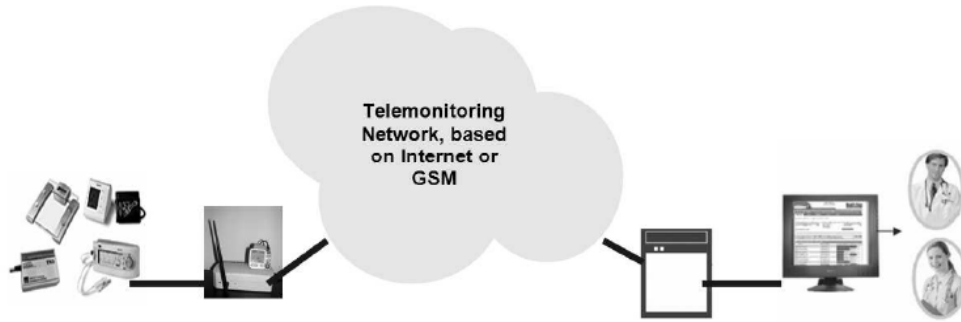 Telemonitoring
Network, based
on Internet or
GSM